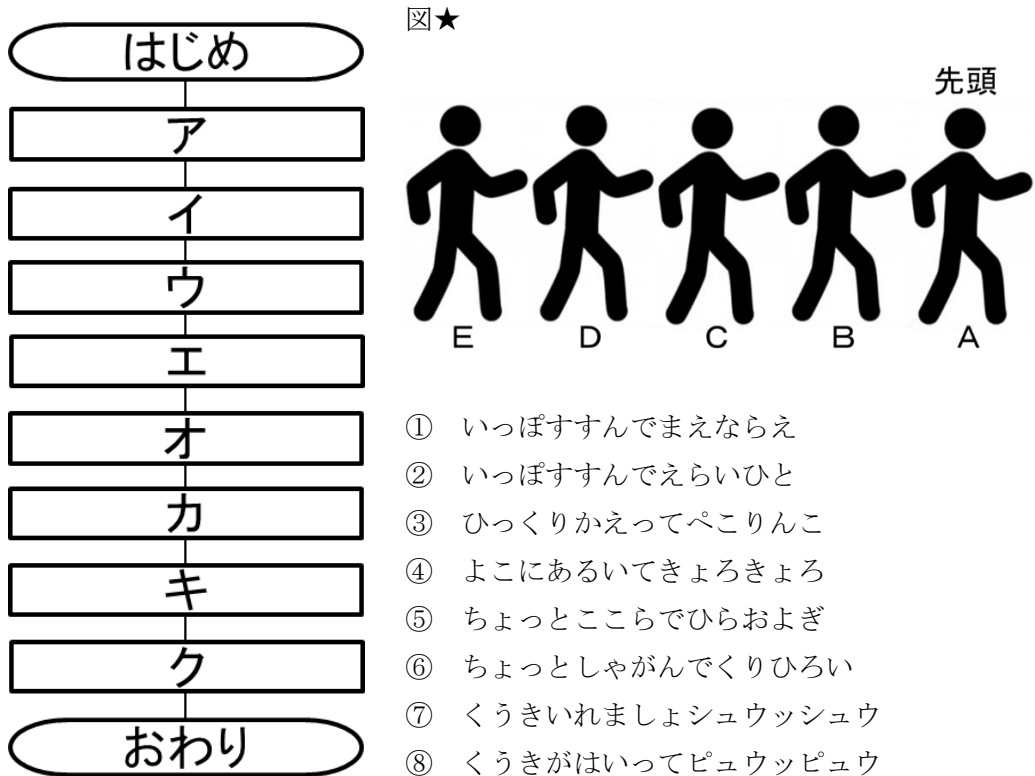 はじめ
ア
イ
ウ
エ
オ
カ
キ
ク
おわり
図★
先頭
E D C B A
① いっぽすすんでまえならえ
② いっぽすすんでえらいひと
③ ひっくりかえってぺこりんこ
④ よこにあるいてきょろきょろ
⑤ ちょっとここらでひらおよぎ
⑥ ちょっとしゃがんでくりひろい
⑦ くうきいれましょシュウッシュウ
⑧ くうきがはいってピュウッピュウ